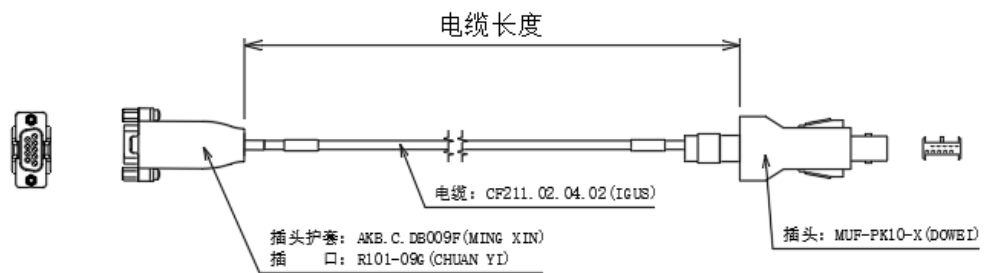 电缆长度
电缆: CF211.02.04.02(IGUS)
插头护套: AKB.C.DB009F(MING XIN)
插 口: R101-09G(CHUAN YI)
插头: MUF-PK10-X(DOWEI)